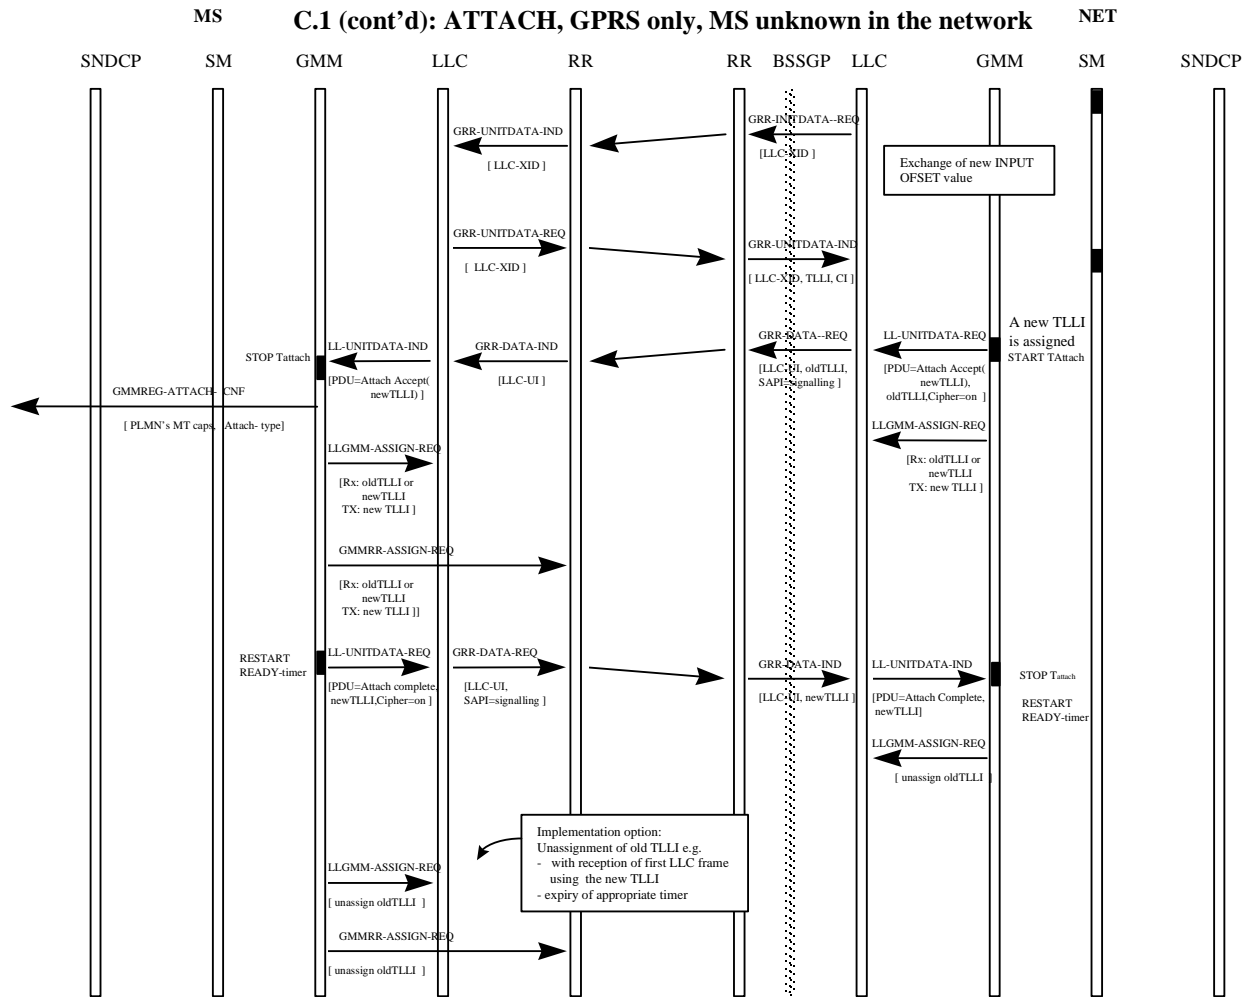 MS
C.1 (cont’d): ATTACH, GPRS only, MS unknown in the network
NET
SNDCP SM GMM LLC RR RR BSSGP LLC GMM SM SNDCP
GRR-UNITDATA-IND
GRR-INITDATA--REQ
[ LLC-XID ]
[LLC-XID ]
Exchange of new INPUT
OFSET value
GRR-UNITDATA-REQ
GRR-UNITDATA-IND
[ LLC-XID ]
[ LLC-XID, TLLI, CI ]
A new TLLI
is assigned
START TAttach
STOP Tattach
LL-UNITDATA-IND
GRR-DATA-IND
GRR-DATA--REQ
LL-UNITDATA-REQ
[PDU=Attach Accept(
newTLLI) ]
[LLC-UI ]
[LLC-UI, oldTLLI,
SAPI=signalling ]
[PDU=Attach Accept(
newTLLI),
oldTLLI,Cipher=on ]
GMMREG-ATTACH- CNF
[ PLMN’s MT caps, Attach- type]
LLGMM-ASSIGN-REQ
[Rx: oldTLLI or
newTLLI
TX: new TLLI ]
LLGMM-ASSIGN-REQ
[Rx: oldTLLI or
newTLLI
TX: new TLLI ]
GMMRR-ASSIGN-REQ
[Rx: oldTLLI or
newTLLI
TX: new TLLI ]]
RESTART
READY-timer
LL-UNITDATA-REQ
GRR-DATA-REQ
GRR-DATA-IND
LL-UNITDATA-IND
[PDU=Attach complete,
newTLLI,Cipher=on ]
[LLC-UI,
SAPI=signalling ]
[LLC-UI, newTLLI ]
[PDU=Attach Complete,
newTLLI]
STOP Tattach
RESTART
READY-timer
LLGMM-ASSIGN-REQ
[ unassign oldTLLI ]
Implementation option:
Unassignment of old TLLI e.g.
- with reception of first LLC frame
using the new TLLI
- expiry of appropriate timer
LLGMM-ASSIGN-REQ
[ unassign oldTLLI ]
GMMRR-ASSIGN-REQ
[ unassign oldTLLI ]